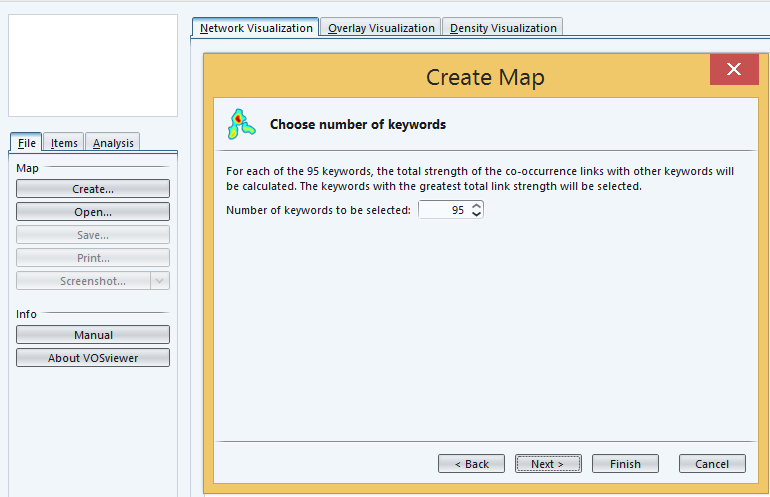 Network Visualization
Overlay Visualization
Density Visualization
Create Map
Choose number of keywords
For each of the 95 keywords, the total strength of the co-occurrence links with other keywords will
be calculated. The keywords with the greatest total link strength will be selected.
Number of keywords to be selected: 95
< Back
Next >
Finish
Cancel
File
Items
Analysis
Map
Create...
Open...
Save...
Print...
Screenshot...
Info
Manual
About VOSviewer